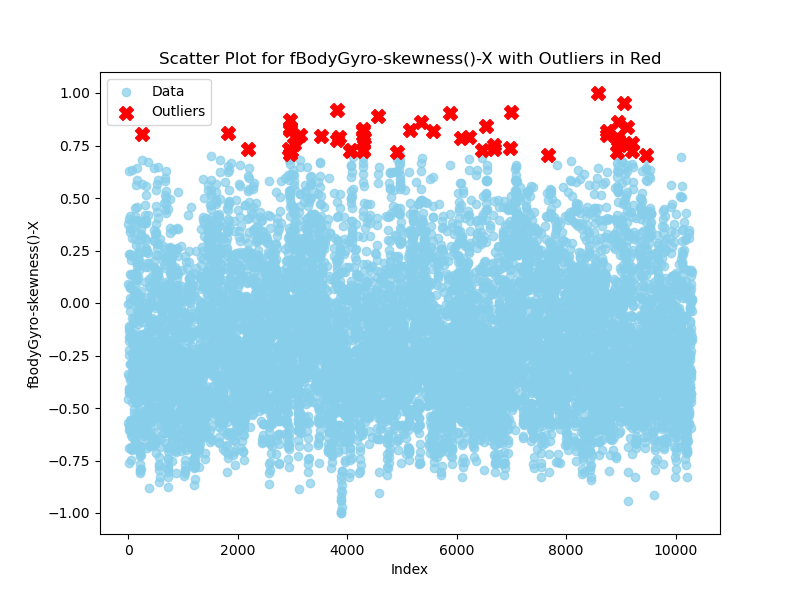 Scatter Plot for fBodyGyro-skewness()-X with Outliers in Red
Data
Outliers
1.00
0.75
0.50
0.25
0.00
−0.25
−0.50
−0.75
−1.00
fBodyGyro-skewness()-X
0 2000 4000 6000 8000 10000
Index